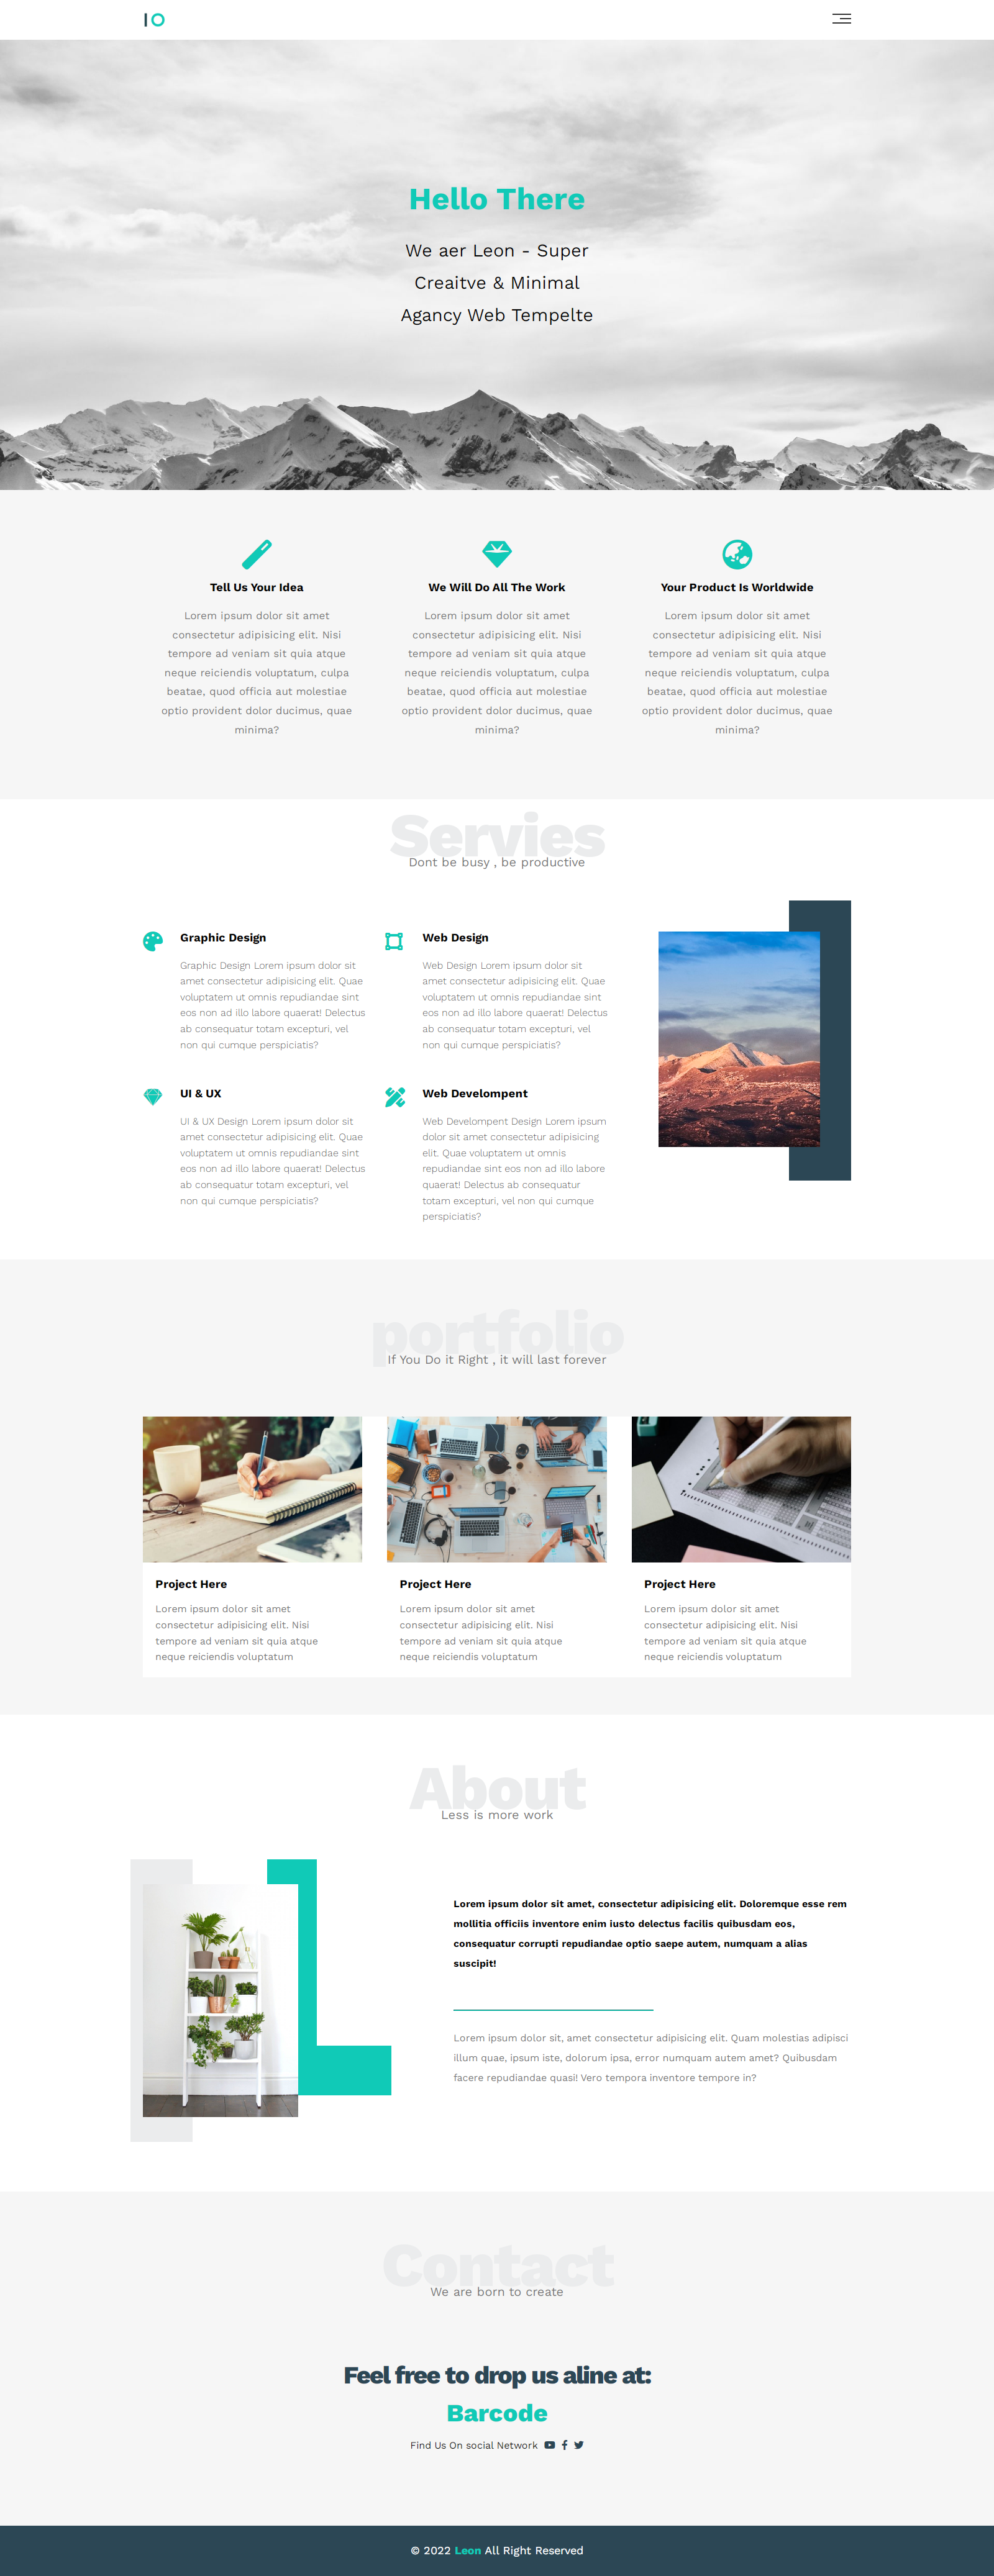 IO
Hello There
We aer Leon - Super
Creaitve & Minimal
Agancy Web Tempelte
Tell Us Your Idea
Lorem ipsum dolor sit amet
consectetur adipisicing elit. Nisi
tempore ad veniam sit quia atque
neque reiciendis voluptatum, culpa
beatae, quod officia aut molestiae
optio provident dolor ducimus, quae
minima?
We Will Do All The Work
Lorem ipsum dolor sit amet
consectetur adipisicing elit. Nisi
tempore ad veniam sit quia atque
neque reiciendis voluptatum, culpa
beatae, quod officia aut molestiae
optio provident dolor ducimus, quae
minima?
Your Product Is Worldwide
Lorem ipsum dolor sit amet
consectetur adipisicing elit. Nisi
tempore ad veniam sit quia atque
neque reiciendis voluptatum, culpa
beatae, quod officia aut molestiae
optio provident dolor ducimus, quae
minima?
Servies
Dont be busy , be productive
Graphic Design
Graphic Design Lorem ipsum dolor sit
amet consectetur adipisicing elit. Quae
voluptatem ut omnis repudiandae sint
eos non ad illo labore quaerat! Delectus
ab consequatur totam excepturi, vel
non qui cumque perspiciatis?
Web Design
Web Design Lorem ipsum dolor sit
amet consectetur adipisicing elit. Quae
voluptatem ut omnis repudiandae sint
eos non ad illo labore quaerat! Delectus
ab consequatur totam excepturi, vel
non qui cumque perspiciatis?
UI & UX
UI & UX Design Lorem ipsum dolor sit
amet consectetur adipisicing elit. Quae
voluptatem ut omnis repudiandae sint
eos non ad illo labore quaerat! Delectus
ab consequatur totam excepturi, vel
non qui cumque perspiciatis?
Web Develompent
Web Develompent Design Lorem ipsum
dolor sit amet consectetur adipisicing
elit. Quae voluptatem ut omnis
repudiandae sint eos non ad illo labore
quaerat! Delectus ab consequatur
totam excepturi, vel non qui cumque
perspiciatis?
portfolio
If You Do it Right , it will last forever
Project Here
Lorem ipsum dolor sit amet
consectetur adipisicing elit. Nisi
tempore ad veniam sit quia atque
neque reiciendis voluptatum
Project Here
Lorem ipsum dolor sit amet
consectetur adipisicing elit. Nisi
tempore ad veniam sit quia atque
neque reiciendis voluptatum
Project Here
Lorem ipsum dolor sit amet
consectetur adipisicing elit. Nisi
tempore ad veniam sit quia atque
neque reiciendis voluptatum
About
Less is more work
Lorem ipsum dolor sit amet, consectetur adipisicing elit. Doloremque esse rem
mollitia officiis inventore enim iusto delectus facilis quibusdam eos,
consequatur corrupti repudiandae optio saepe autem, numquam a alias
suscipit!
Lorem ipsum dolor sit, amet consectetur adipisicing elit. Quam molestias adipisci
illum quae, ipsum iste, dolorum ipsa, error numquam autem amet? Quibusdam
facere repudiandae quasi! Vero tempora inventore tempore in?
Contact
We are born to create
Feel free to drop us aline at:
Barcode
Find Us On social Network
© 2022 Leon All Right Reserved